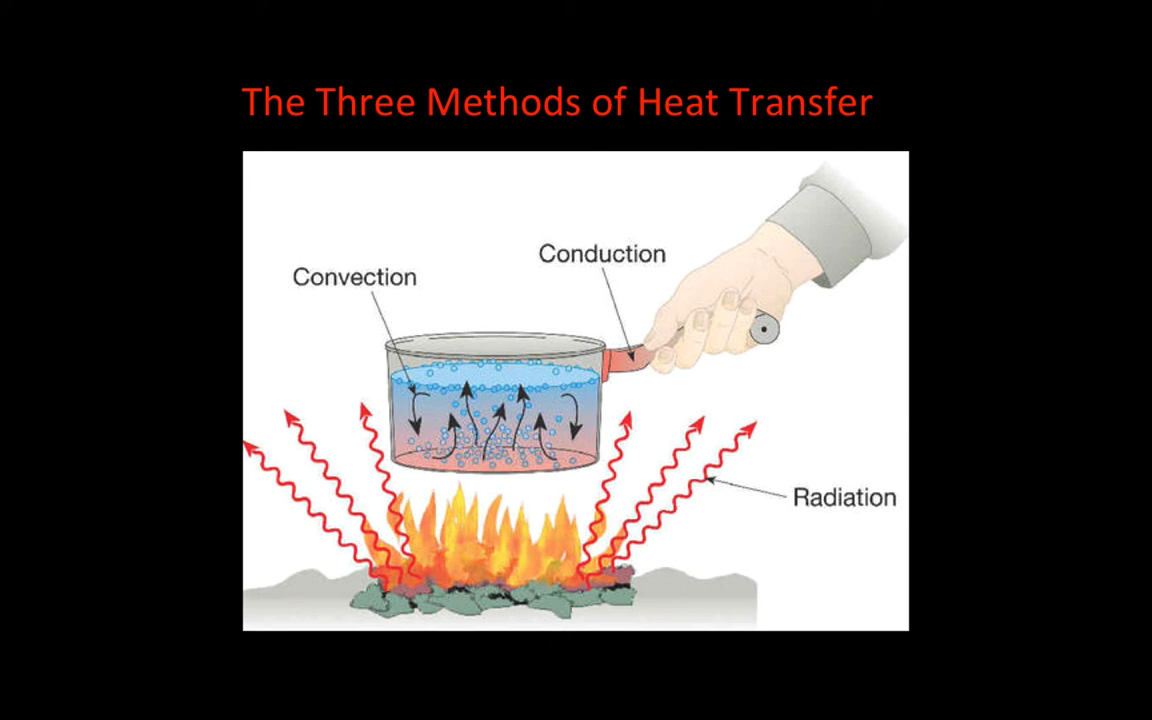 The Three Methods of Heat Transfer
Conduction
Convection
Radiation